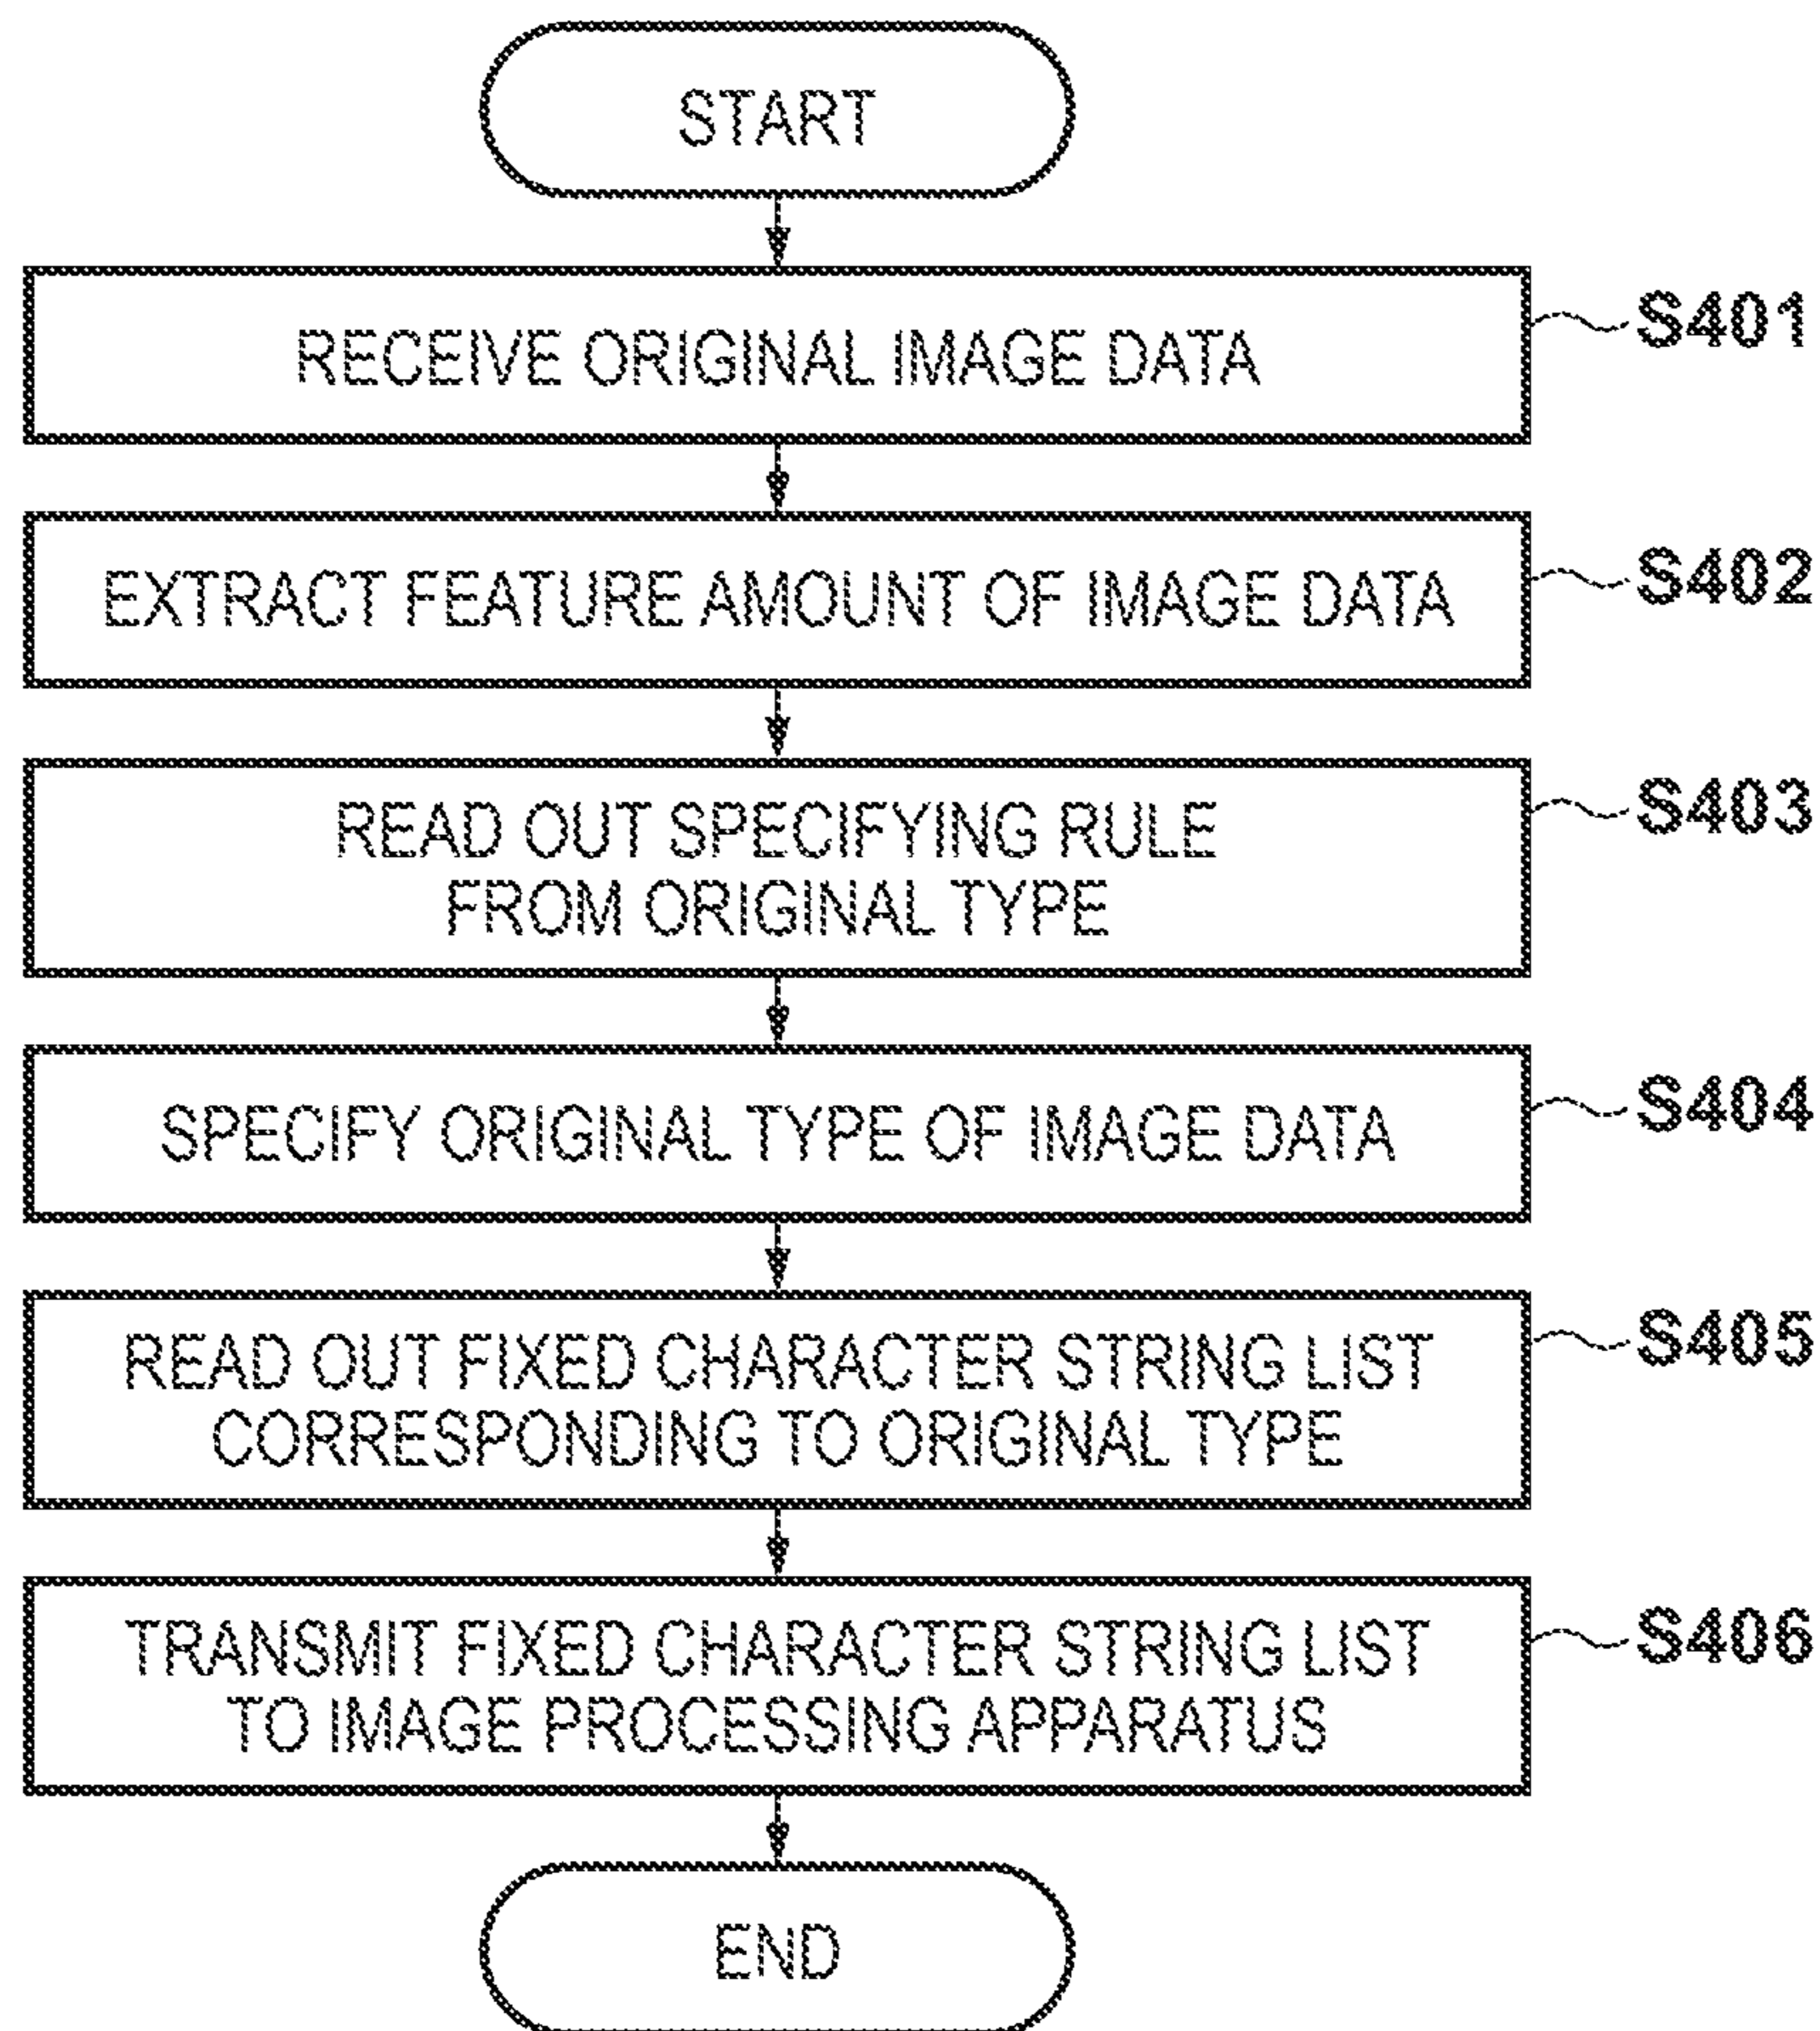 START
RECEIVE ORIGINAL IMAGE DATA
S401
EXTRACT FEATURE AMOUNT OF IMAGE DATA
S402
READ OUT SPECIFYING RULE
FROM ORIGINAL TYPE
S403
SPECIFY ORIGINAL TYPE OF IMAGE DATA
S404
READ OUT FIXED CHARACTER STRING LIST
CORRESPONDING TO ORIGINAL TYPE
S405
TRANSMIT FIXED CHARACTER STRING LIST
TO IMAGE PROCESSING APPARATUS
S406
END